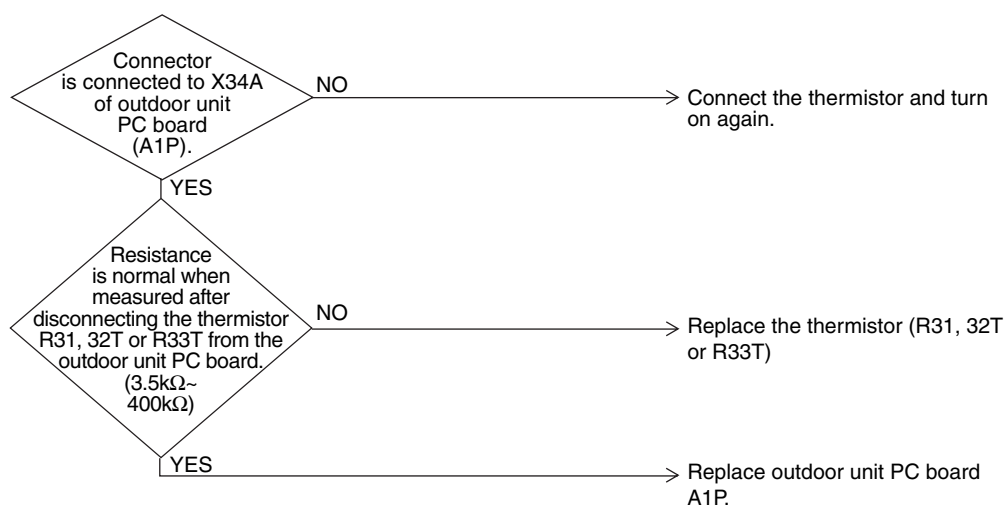 Connector
is connected to X34A
of outdoor unit
PC board
(A1P).
NO
Connect the thermistor and turn
on again.
YES
Resistance
is normal when
measured after
disconnecting the thermistor
R31, 32T or R33T from the
outdoor unit PC board.
(3.5kΩ~
400kΩ)
NO
Replace the thermistor (R31, 32T
or R33T)
YES
Replace outdoor unit PC board
A1P.